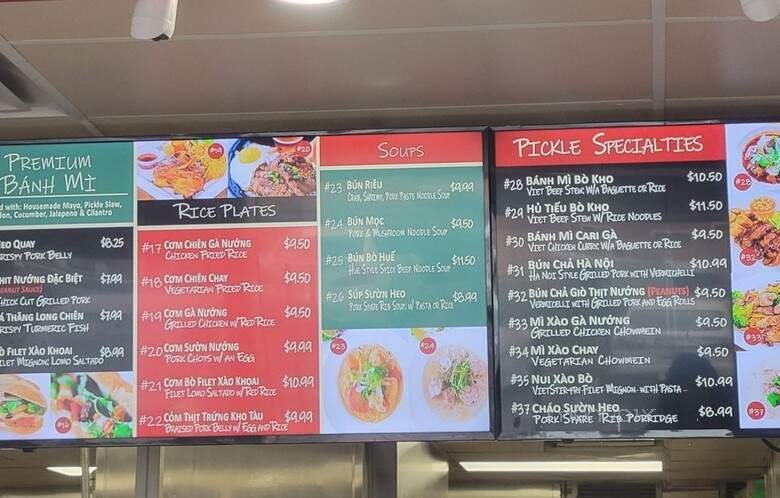 PREMIUM
BÁNH MÌ
with: Housemade Mayo, Pickle Slaw,
Cucumber, Jalapeno & Cilantro
Quay $8.25
Pork Belly
Nướng Đặc Biệt $7.99
Sauce)
Cut Grilled Pork
Thăng Long Chiên $7.99
Turmeric Fish
Filet Xào Khoai $8.99
Mignon Lomo Saltado
#16
#19
#20
RICE PLATES
#17 Cơm Chiên Gà Nướng $9.50
Chicken Fried Rice
#18 Cơm Chiên Chay $9.50
Vegetarian Fried Rice
#19 Cơm Gà Nướng $9.50
Grilled Chicken w/Red Rice
#20 Cơm Sườn Nướng $9.99
Pork Chops w/ an Egg
#21 Cơm Bò Filet Xào Khoai $10.99
Filet Lomo Saltado w/Red Rice
#22 Cơm Thịt Trứng Kho Tàu $9.99
Braised Pork Belly w/ Egg and Rice
SOUPS
#23 Bún Riêu $9.99
Crab, Shrimp, Pork Paste Noodle Soup
#24 Bún Mọc $9.50
Pork & Mushroom Noodle Soup
#25 Bún Bò Huế $11.50
Hue Style Spicy Beef Noodle Soup
#26 Súp Sườn Heo $8.99
Pork Spare Rib Soup w/ Pasta or Rice
#23
#24
PICKLE SPECIALTIES
#28 Bánh Mì Bò Kho $10.50
Viet Beef Stew w/a Baguette or Rice
#29 Hủ Tiếu Bò Kho $11.50
Viet Beef Stew w/ Rice Noodles
#30 Bánh Mì Cari Gà $9.50
Viet Chicken Curry w/a Baguette or Rice
#31 Bún Chả Hà Nội $10.99
Ha Noi Style Grilled Pork with Vermicelli
#32 Bún Chả Giò Thịt Nướng (Peanuts) $9.50
Vermicelli with Grilled Pork and Egg Rolls
#33 Mì Xào Gà Nướng $9.50
Grilled Chicken Chowmein
#34 Mì Xào Chay $9.50
Vegetarian Chowmein
#35 Nui Xào Bò $10.99
Viet Stir-fry Filet Mignon with Pasta
#37 Cháo Sườn Heo $8.99
Pork Spare Rib Porridge
#28
#32
#33
#37